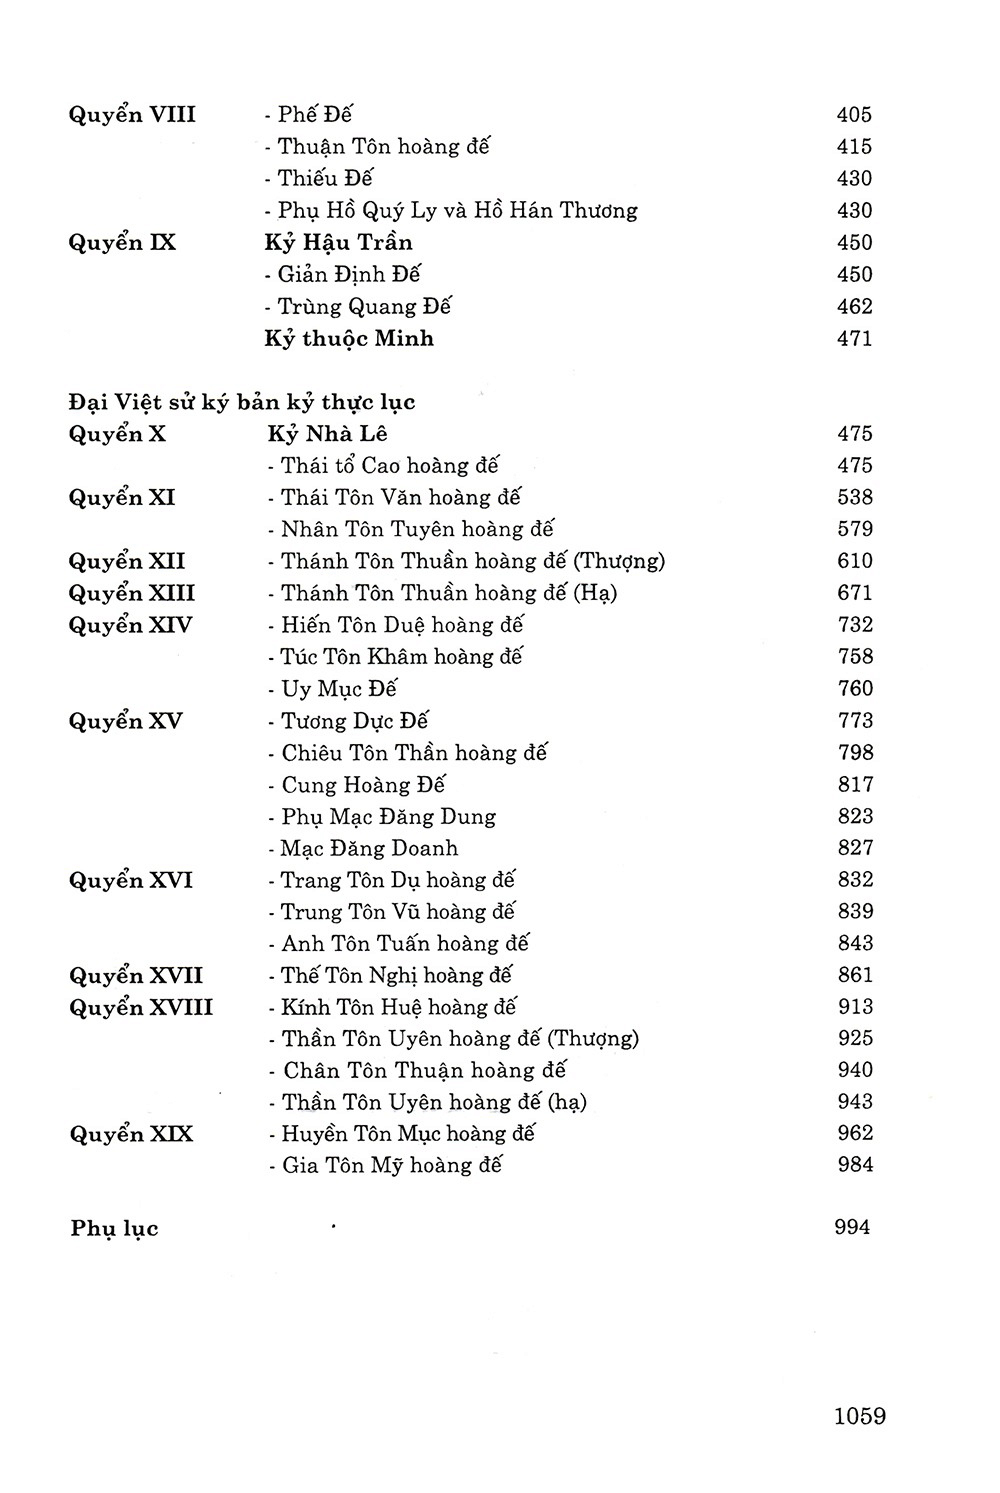 Quyển VIII - Phế Đế 405
- Thuận Tôn hoàng đế 415
- Thiếu Đế 430
- Phụ Hồ Quý Ly và Hồ Hán Thương 430
Quyển IX Kỷ Hậu Trần 450
- Giản Định Đế 450
- Trùng Quang Đế 462
Kỷ thuộc Minh 471
Đại Việt sử ký bản kỷ thực lục
Quyển X Kỷ Nhà Lê 475
- Thái tổ Cao hoàng đế 475
Quyển XI - Thái Tôn Văn hoàng đế 538
- Nhân Tôn Tuyên hoàng đế 579
Quyển XII - Thánh Tôn Thuần hoàng đế (Thượng) 610
Quyển XIII - Thánh Tôn Thuần hoàng đế (Hạ) 671
Quyển XIV - Hiến Tôn Duệ hoàng đế 732
- Túc Tôn Khâm hoàng đế 758
- Uy Mục Đế 760
Quyển XV - Tương Dực Đế 773
- Chiêu Tôn Thần hoàng đế 798
- Cung Hoàng Đế 817
- Phụ Mạc Đăng Dung 823
- Mạc Đăng Doanh 827
Quyển XVI - Trang Tôn Dụ hoàng đế 832
- Trung Tôn Vũ hoàng đế 839
- Anh Tôn Tuấn hoàng đế 843
Quyển XVII - Thế Tôn Nghị hoàng đế 861
Quyển XVIII - Kính Tôn Huệ hoàng đế 913
- Thần Tôn Uyên hoàng đế (Thượng) 925
- Chân Tôn Thuận hoàng đế 940
- Thần Tôn Uyên hoàng đế (hạ) 943
Quyển XIX - Huyền Tôn Mục hoàng đế 962
- Gia Tôn Mỹ hoàng đế 984
Phụ lục 994
1059